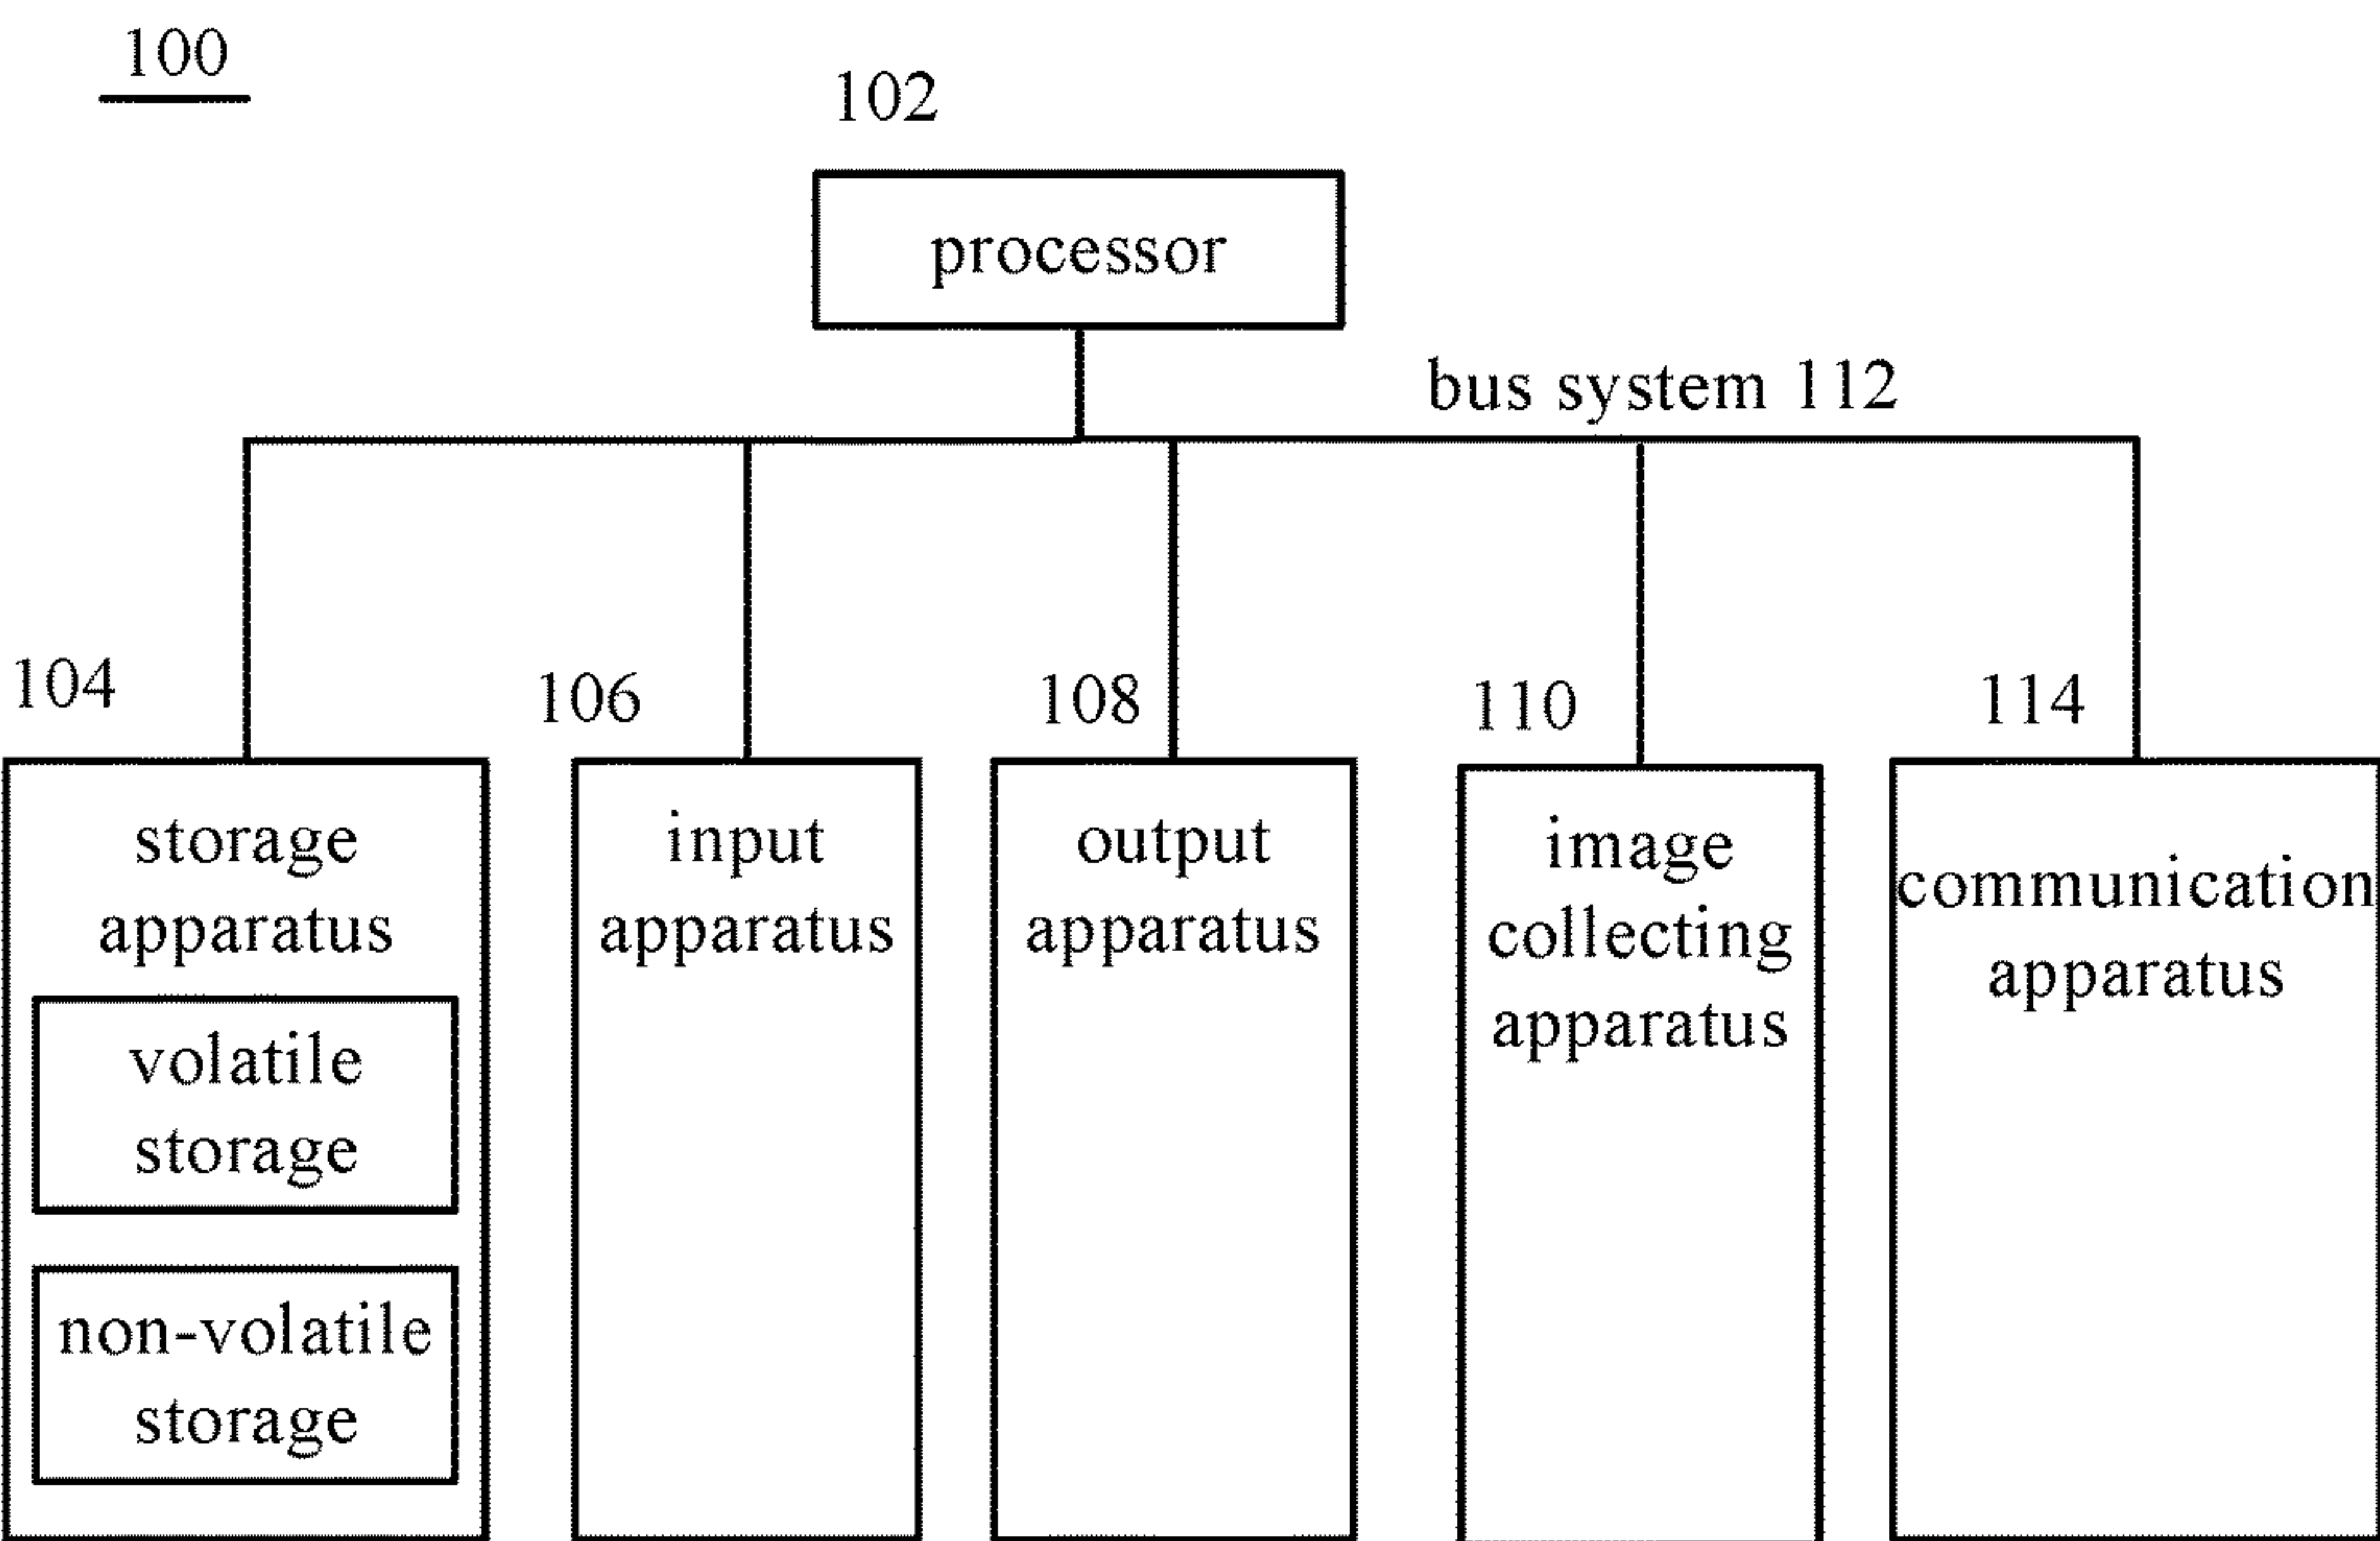 100
102
processor
bus system 112
104
106
108
110
114
storage
apparatus
volatile
storage
non-volatile
storage
input
apparatus
output
apparatus
image
collecting
apparatus
communication
apparatus